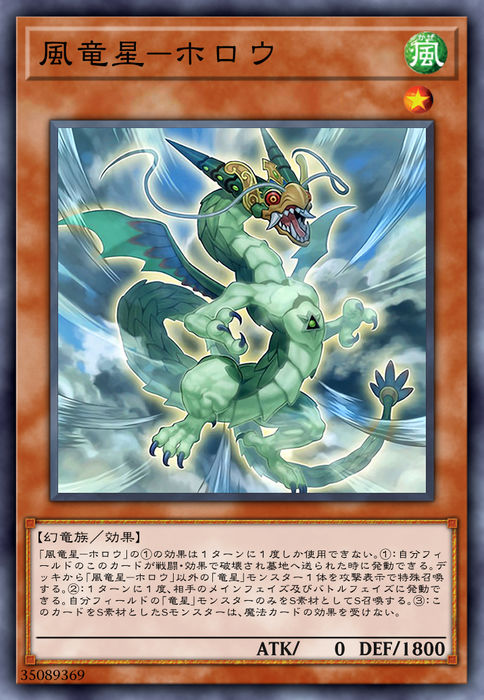 風竜星－ホロウ
かぜ
風
【幻竜族／効果】
「風竜星－ホロウ」の①の効果は１ターンに１度しか使用できない。①：自分フィ
ールドのこのカードが戦闘・効果で破壊され墓地へ送られた時に発動できる。デ
ッキから「風竜星－ホロウ」以外の「竜星」モンスター１体を攻撃表示で特殊召喚
する。②：１ターンに１度、相手のメインフェイズ及びバトルフェイズに発動でき
る。自分フィールドの「竜星」モンスターのみをS素材としてS召喚する。③：こ
のカードをS素材としたSモンスターは、魔法カードの効果を受けない。
ATK/ 0 DEF/1800
35089369